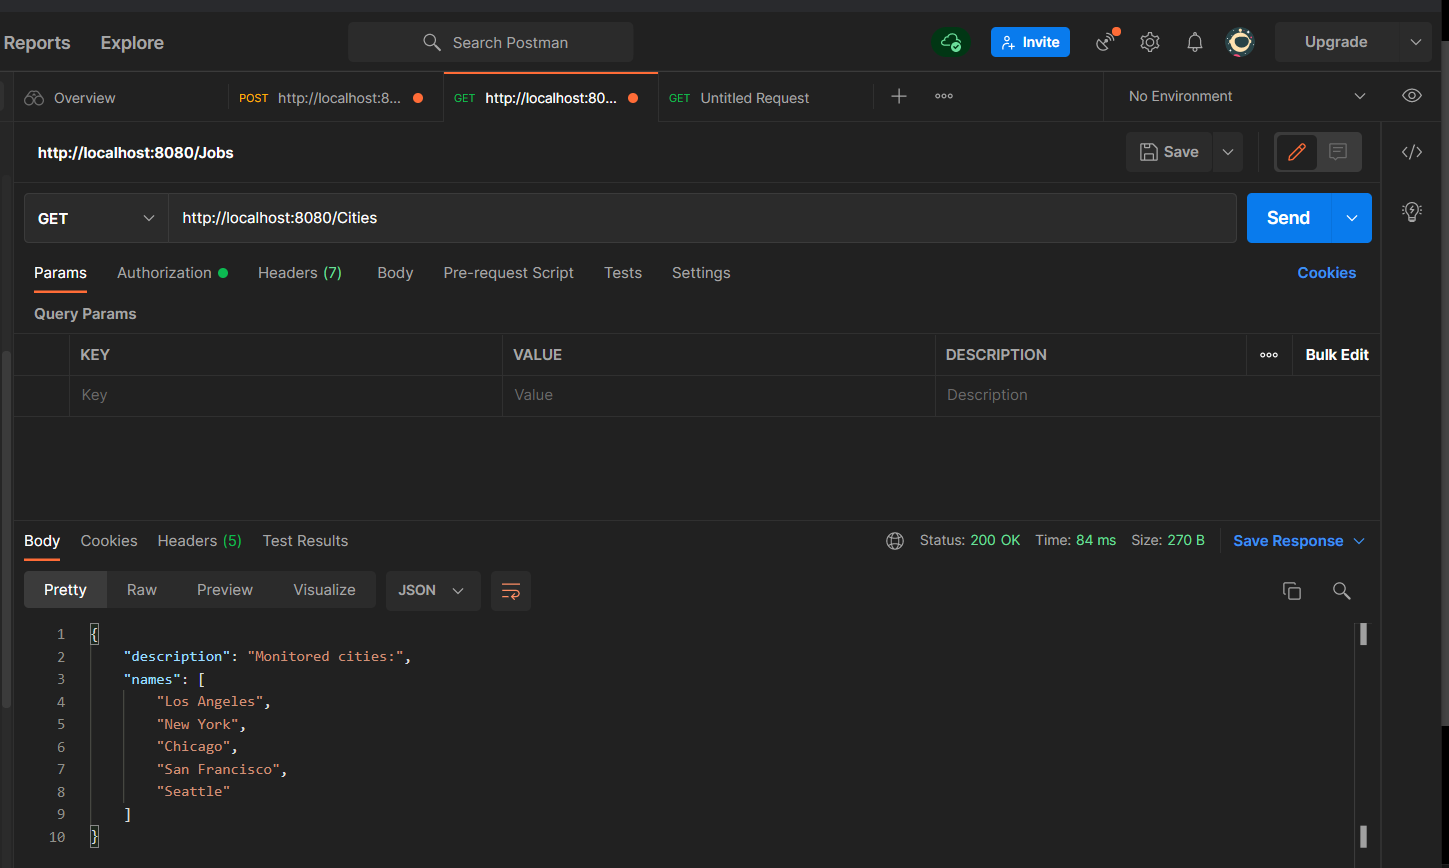 Reports Explore Search Postman Invite Upgrade
Overview POST http://localhost:8... GET http://localhost:80... GET Untitled Request No Environment
http://localhost:8080/Jobs Save
GET http://localhost:8080/Cities Send
Params Authorization Headers (7) Body Pre-request Script Tests Settings Cookies
Query Params
KEY VALUE DESCRIPTION Bulk Edit
Key Value Description
Body Cookies Headers (5) Test Results Status: 200 OK Time: 84 ms Size: 270 B Save Response
Pretty Raw Preview Visualize JSON
1 {
2 "description": "Monitored cities:",
3 "names": [
4 "Los Angeles",
5 "New York",
6 "Chicago",
7 "San Francisco",
8 "Seattle"
9 ]
10 }